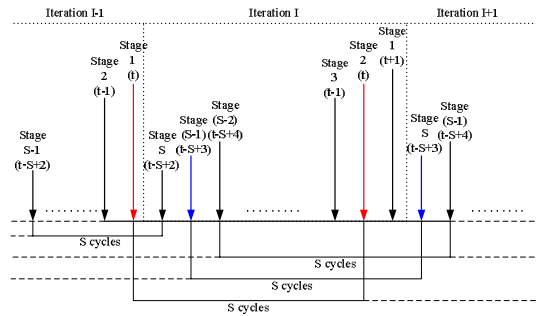 Iteration I-1
Iteration I
Iteration I+1
Stage
1
(t)
Stage
2
(t-1)
Stage
S-1
(t-S+2)
Stage
S
(t-S+2)
Stage
(S-1)
(t-S+3)
Stage
(S-2)
(t-S+4)
Stage
3
(t-1)
Stage
2
(t)
Stage
1
(t+1)
Stage
S
(t-S+3)
Stage
(S-1)
(t-S+4)
S cycles
S cycles
S cycles
S cycles